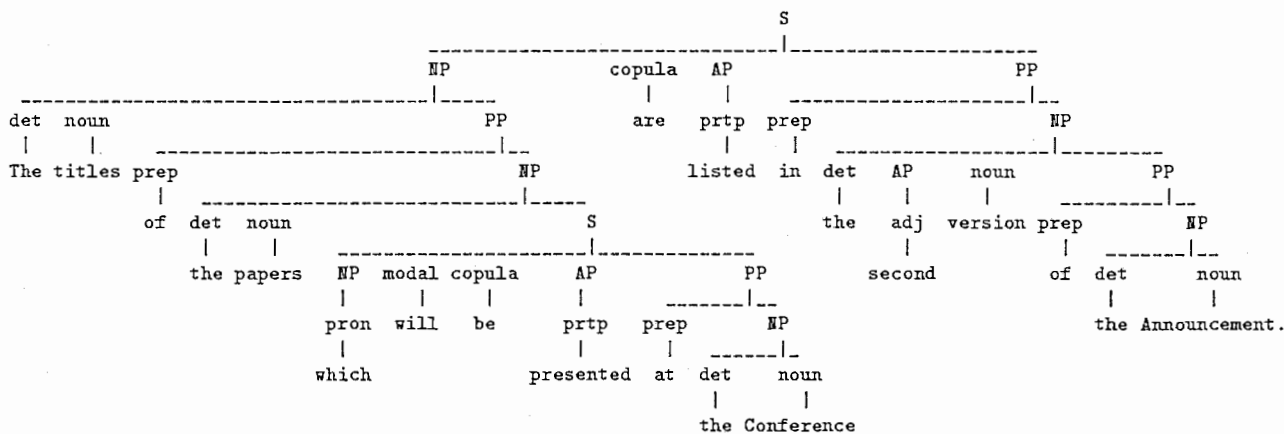 S
NP copula AP PP
det noun PP are prtp prep NP
The titles prep NP listed in det AP noun PP
of det noun S the adj version prep NP
the papers NP modal copula AP PP second of det noun
pron will be prtp prep NP the Announcement.
which presented at det noun
the Conference